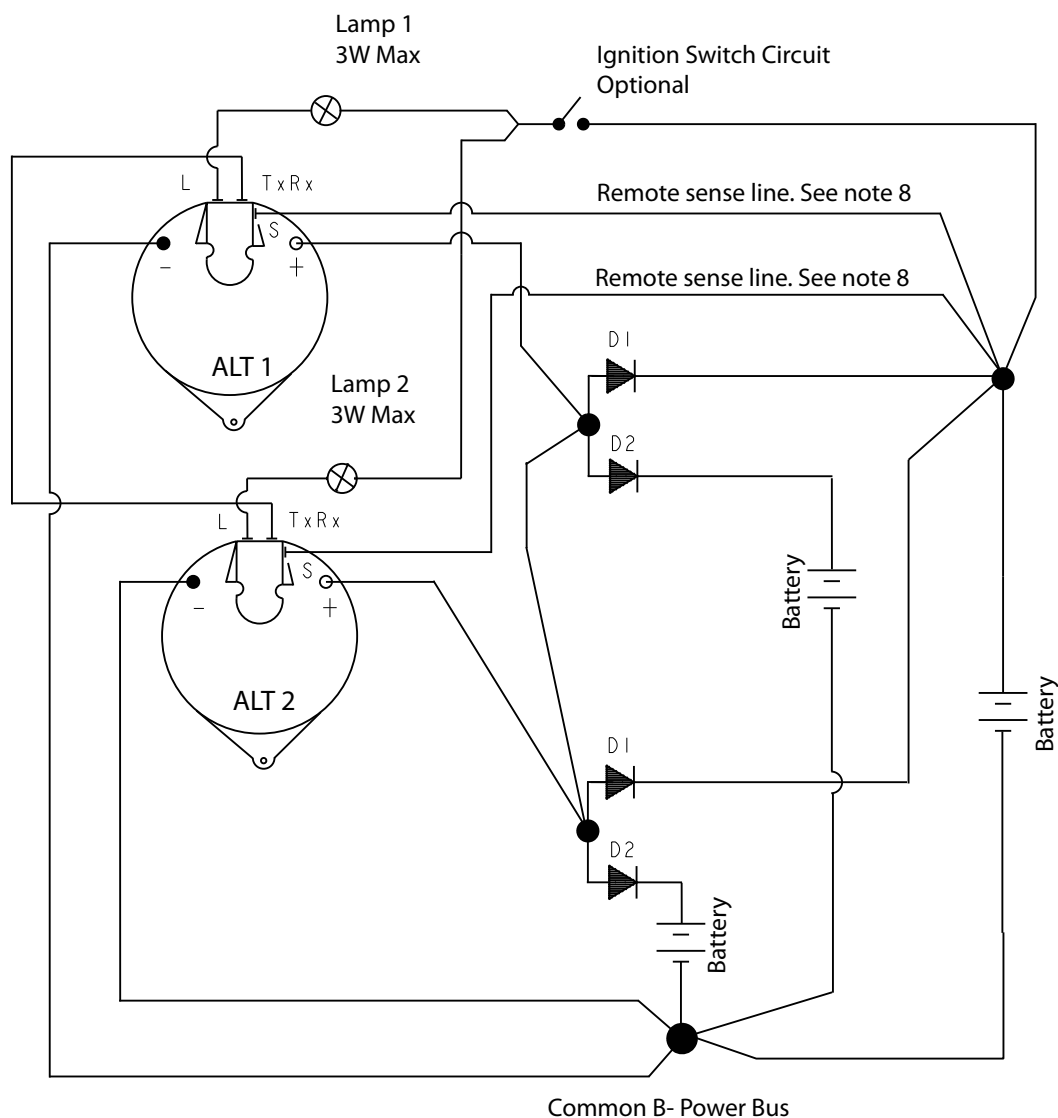 Lamp 1
3W Max
Ignition Switch Circuit
Optional
L
TxRx
Remote sense line. See note 8
S
-
+
Remote sense line. See note 8
ALT 1
D1
Lamp 2
3W Max
D2
L
TxRx
S
-
+
Battery
ALT 2
Battery
D1
D2
Battery
Common B- Power Bus